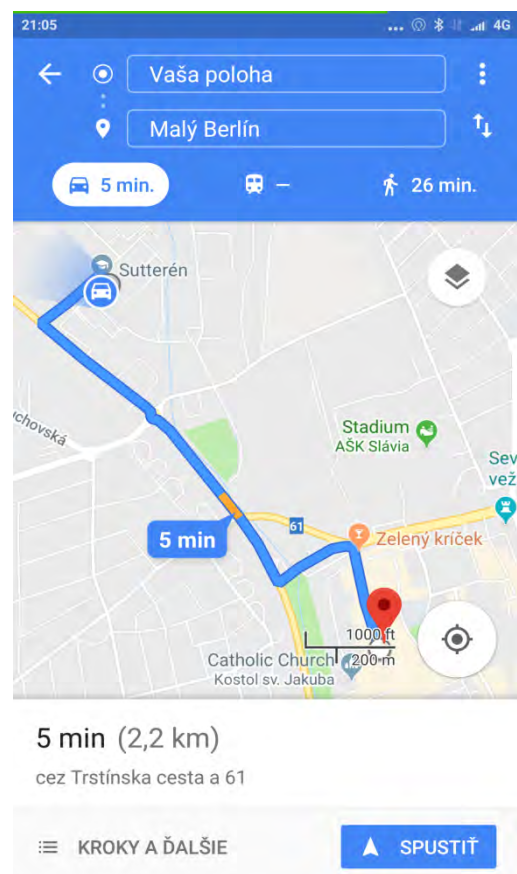 21:05
... 4G
Vaša poloha
Malý Berlín
5 min.
–
26 min.
Sutterén
chovská
Stadium
AŠK Slávia
Sev
vež
61
5 min
Zelený kríček
1000 ft
200 m
Catholic Church
Kostol sv. Jakuba
5 min (2,2 km)
cez Trstínska cesta a 61
KROKY A ĎALŠIE
SPUSTIŤ